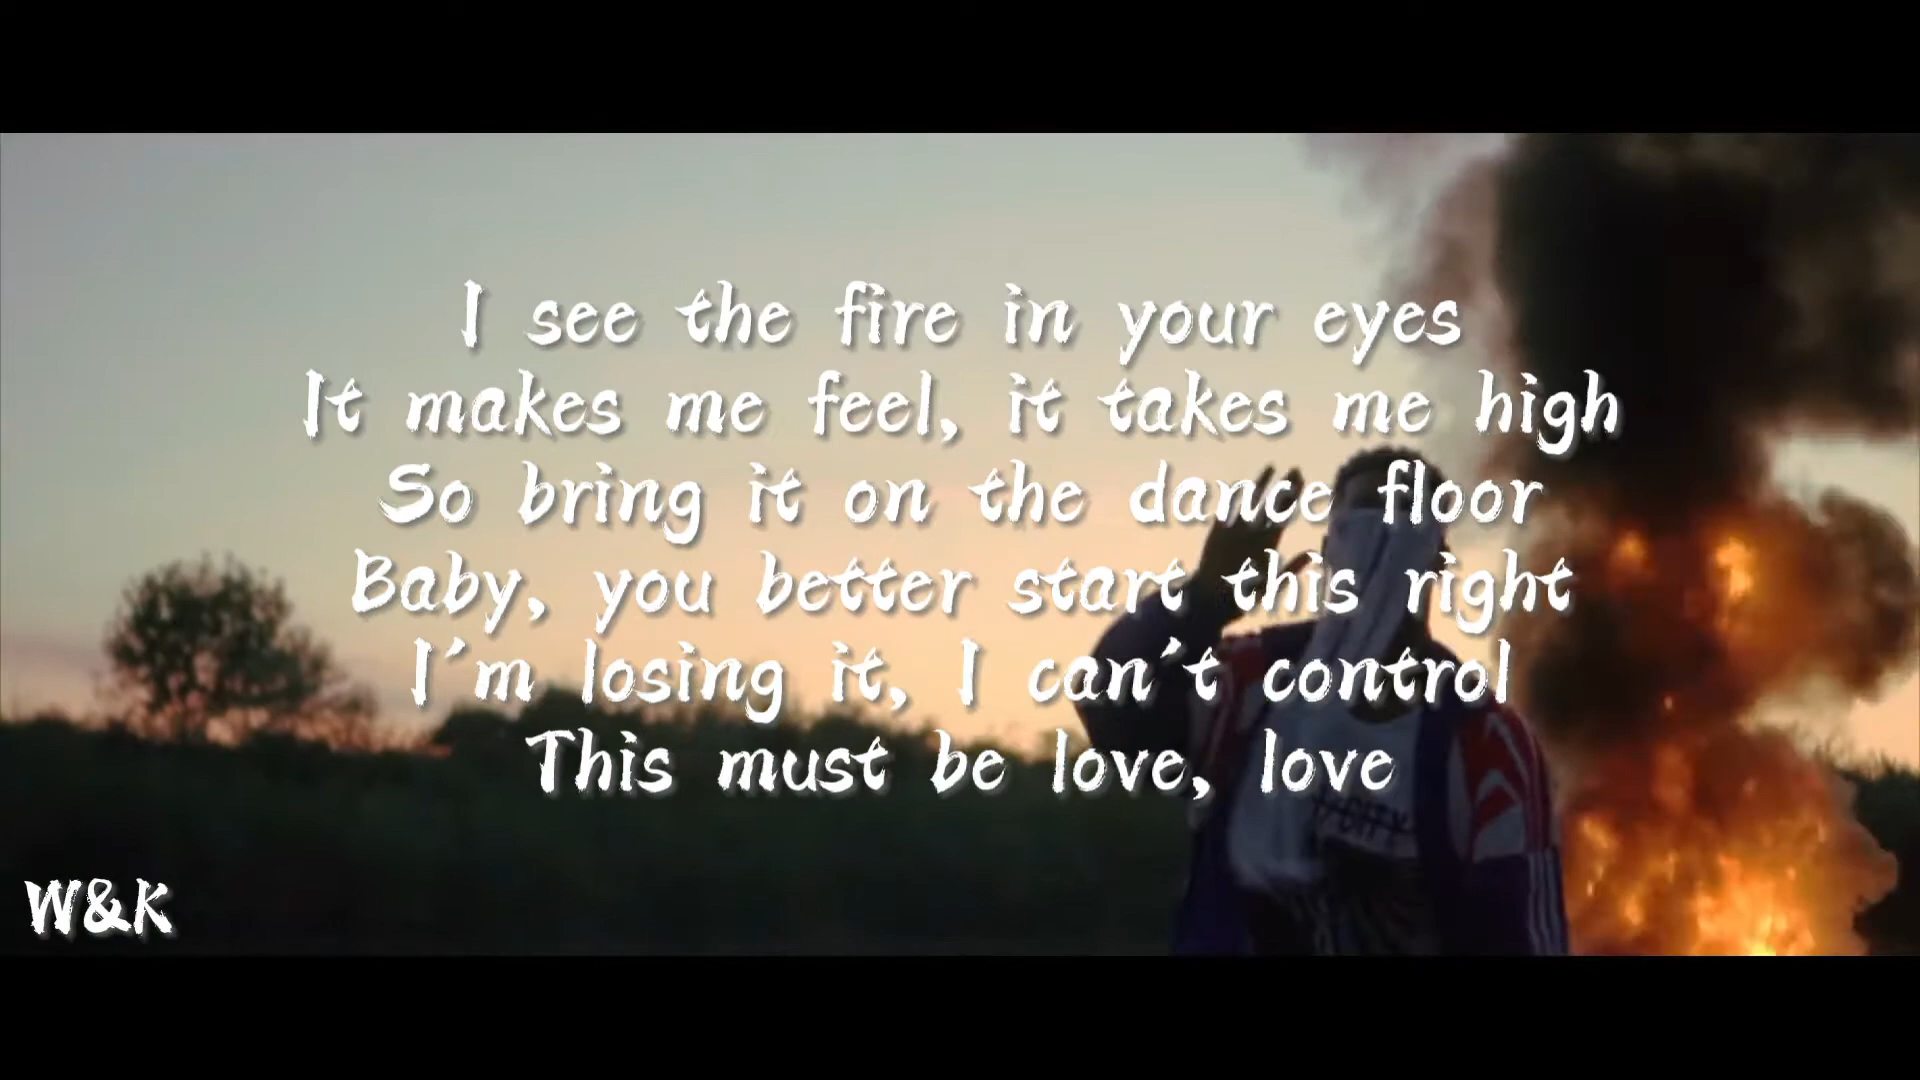 I see the fire in your eyes
It makes me feel, it takes me high
So bring it on the dance floor
Baby, you better start this right
I'm losing it, I can't control
This must be love, love
W&K